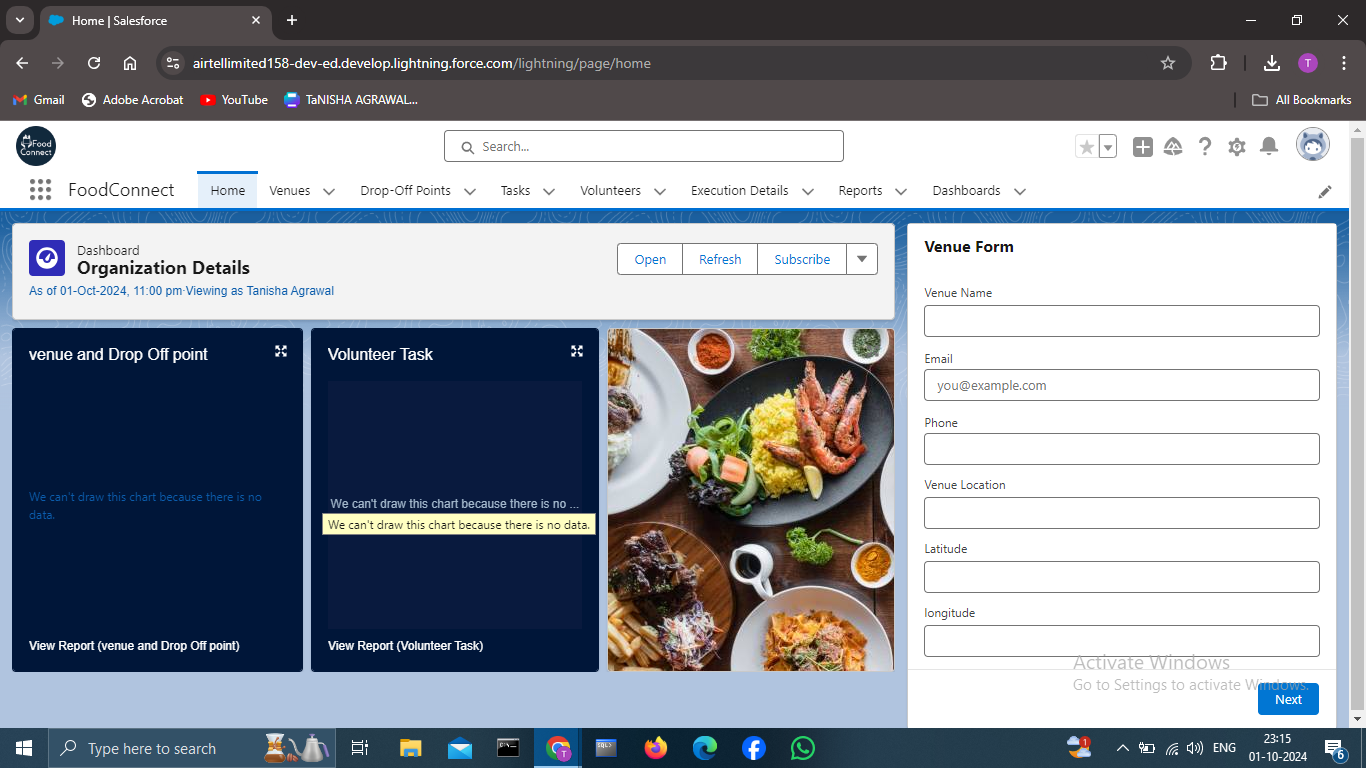 Home | Salesforce
airtellimited158-dev-ed.develop.lightning.force.com/lightning/page/home
T
Gmail
Adobe Acrobat
YouTube
TaNISHA AGRAWAL...
All Bookmarks
Food
Connect
Search...
FoodConnect
Home
Venues
Drop-Off Points
Tasks
Volunteers
Execution Details
Reports
Dashboards
Dashboard
Organization Details
As of 01-Oct-2024, 11:00 pm·Viewing as Tanisha Agrawal
Open
Refresh
Subscribe
venue and Drop Off point
We can't draw this chart because there is no
data.
View Report (venue and Drop Off point)
Volunteer Task
We can't draw this chart because there is no ...
We can't draw this chart because there is no data.
View Report (Volunteer Task)
Venue Form
Venue Name
Email
you@example.com
Phone
Venue Location
Latitude
longitude
Activate Windows
Go to Settings to activate Windows.
Next
Type here to search
T
1
ENG
23:15
01-10-2024
6